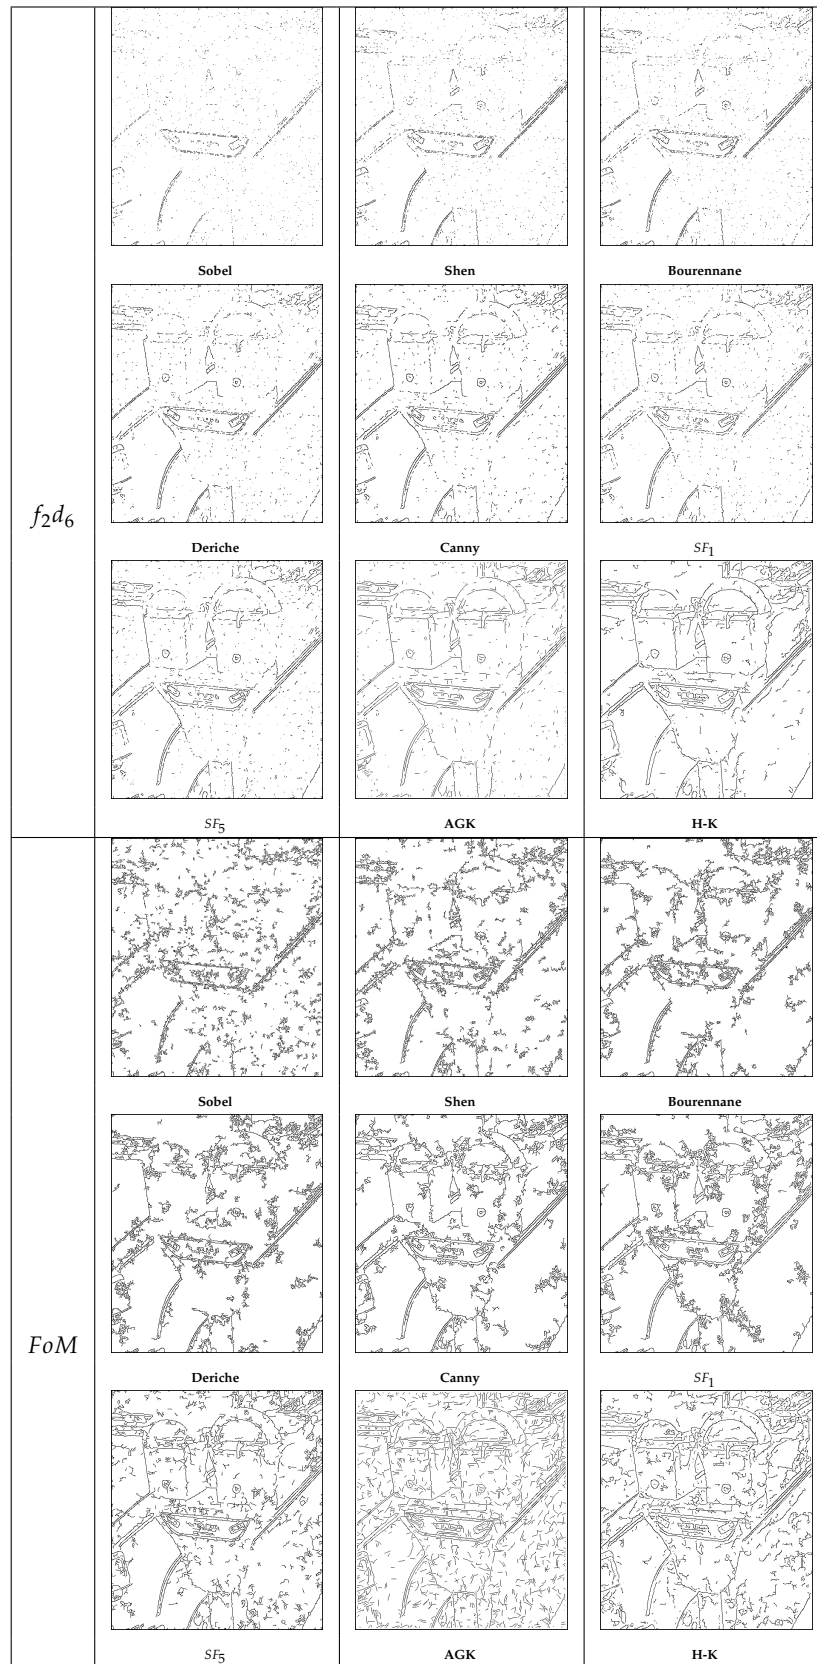 Sobel Shen Bourennane
f₂d₆
Deriche Canny SF₁
SF₅ AGK H-K
Sobel Shen Bourennane
FoM
Deriche Canny SF₁
SF₅ AGK H-K